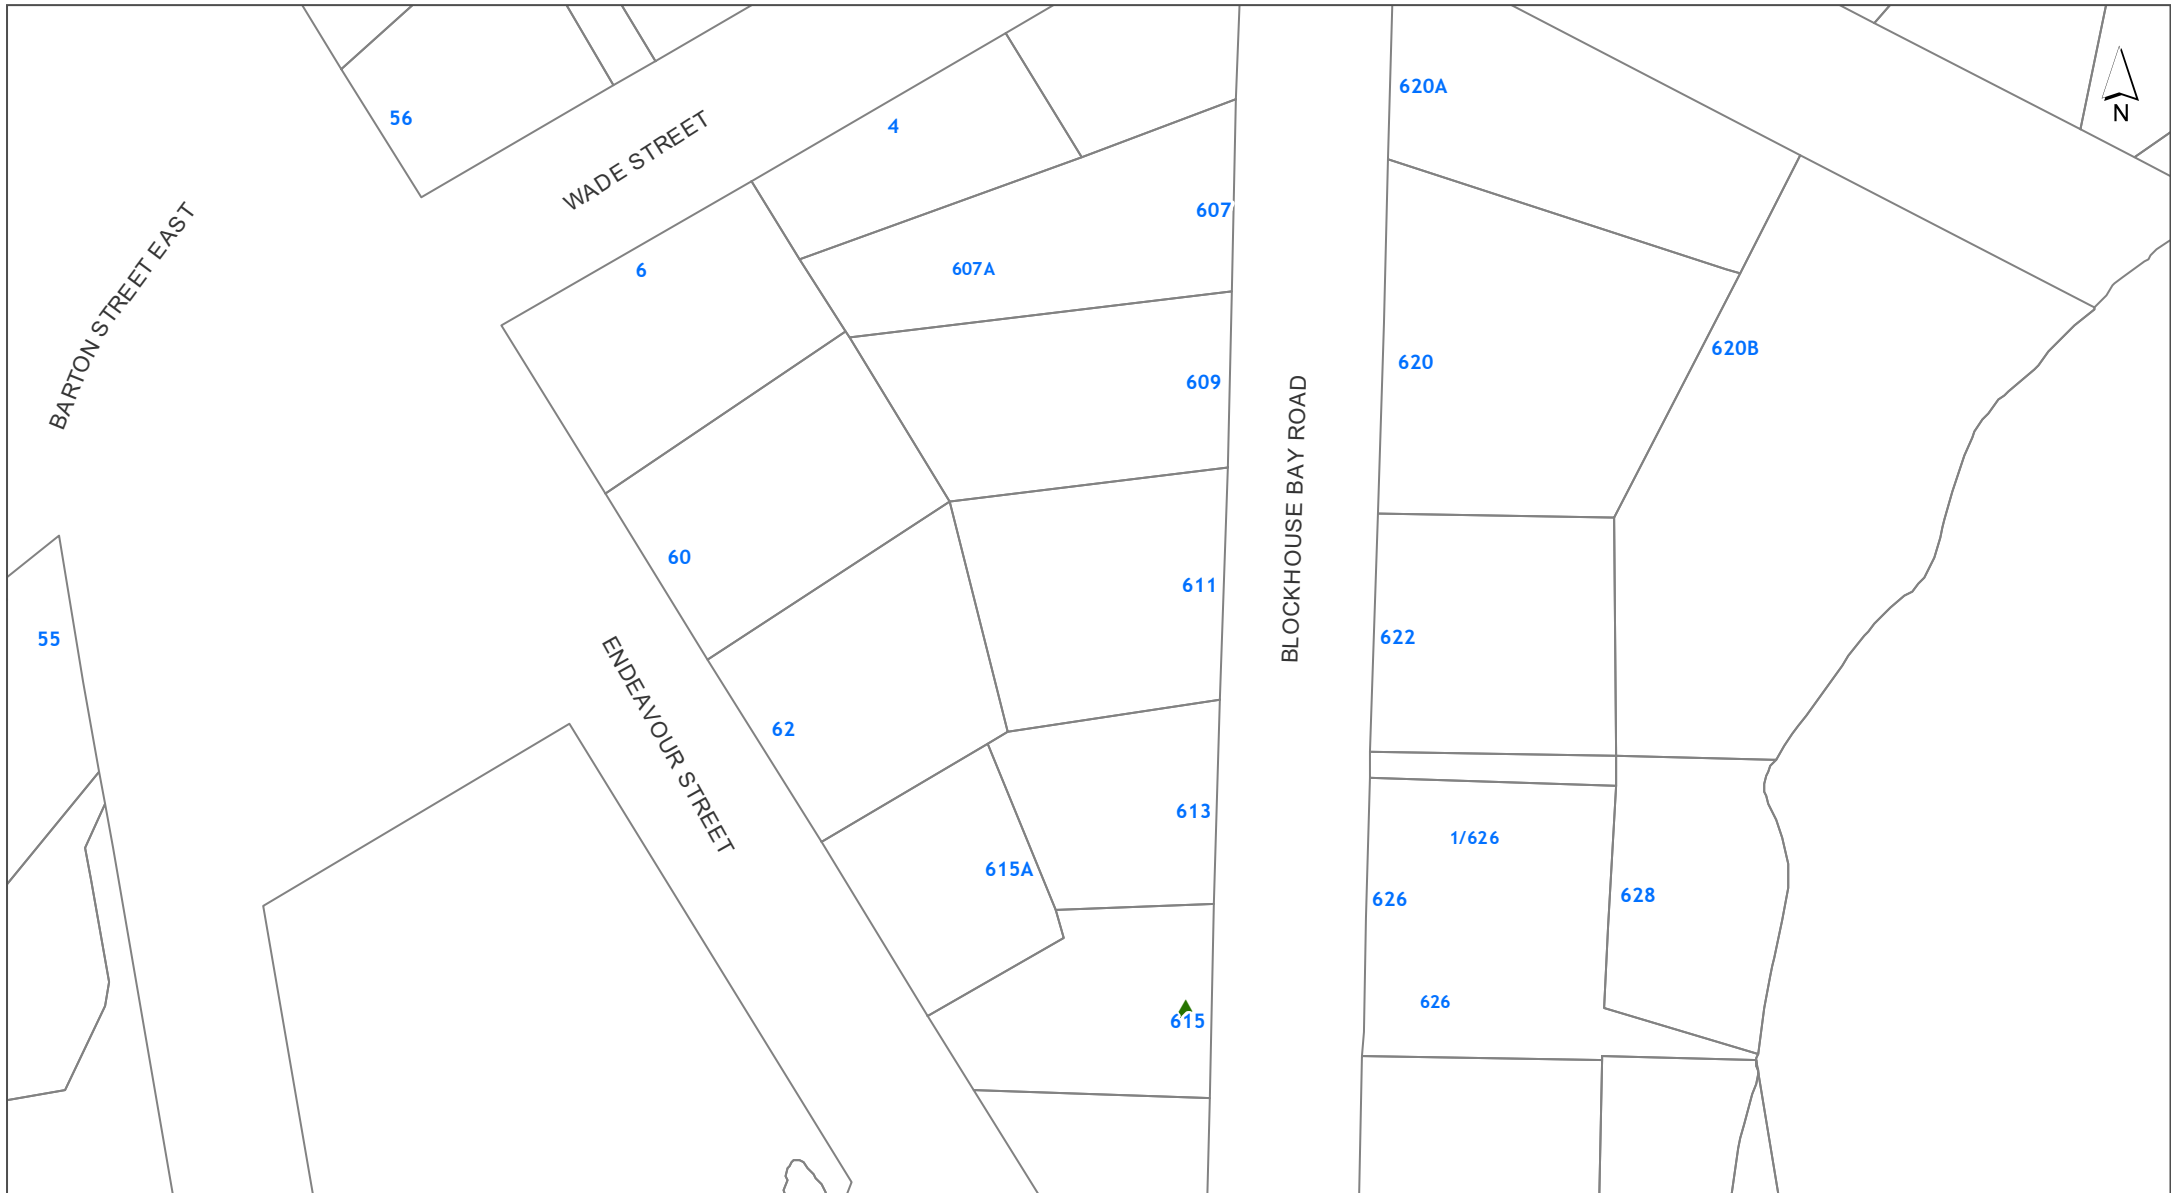 620A
N
56
4
WADE STREET
607
BARTON STREET EAST
6
607A
620B
620
609
BLOCKHOUSE BAY ROAD
60
611
622
55
ENDEAVOUR STREET
62
613
1/626
615A
628
626
626
615